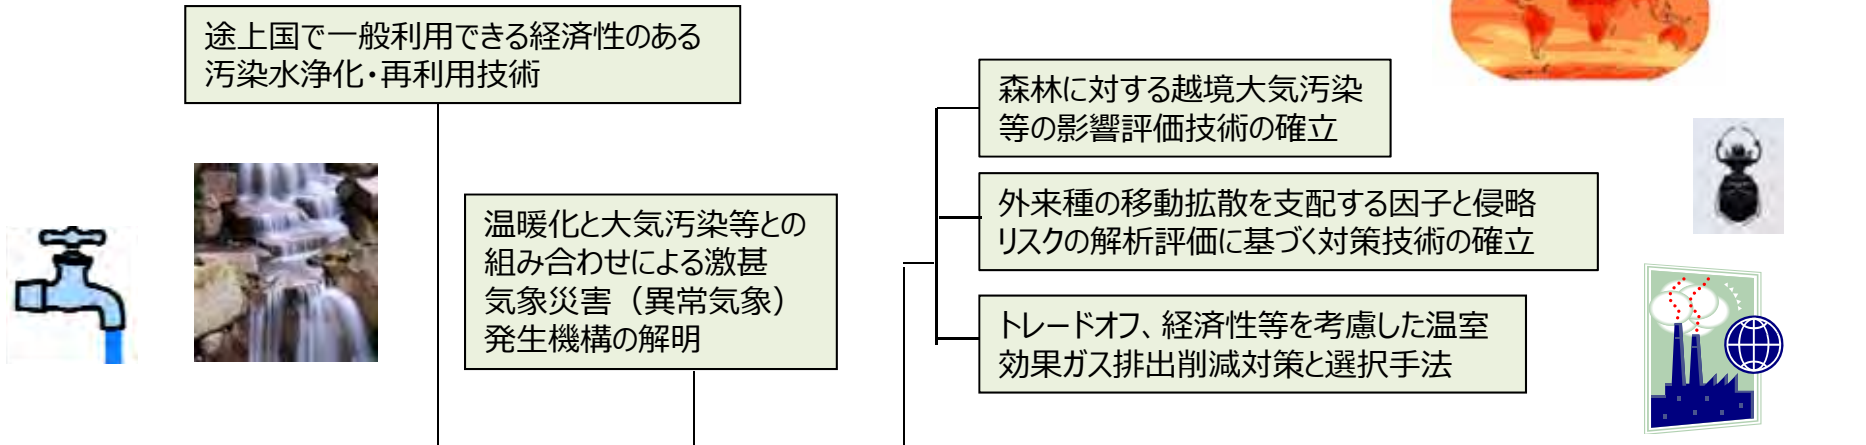 途上国で一般利用できる経済性のある
汚染水浄化・再利用技術
温暖化と大気汚染等との
組み合わせによる激甚
気象災害（異常気象）
発生機構の解明
森林に対する越境大気汚染
等の影響評価技術の確立
外来種の移動拡散を支配する因子と侵略
リスクの解析評価に基づく対策技術の確立
トレードオフ、経済性等を考慮した温室
効果ガス排出削減対策と選択手法